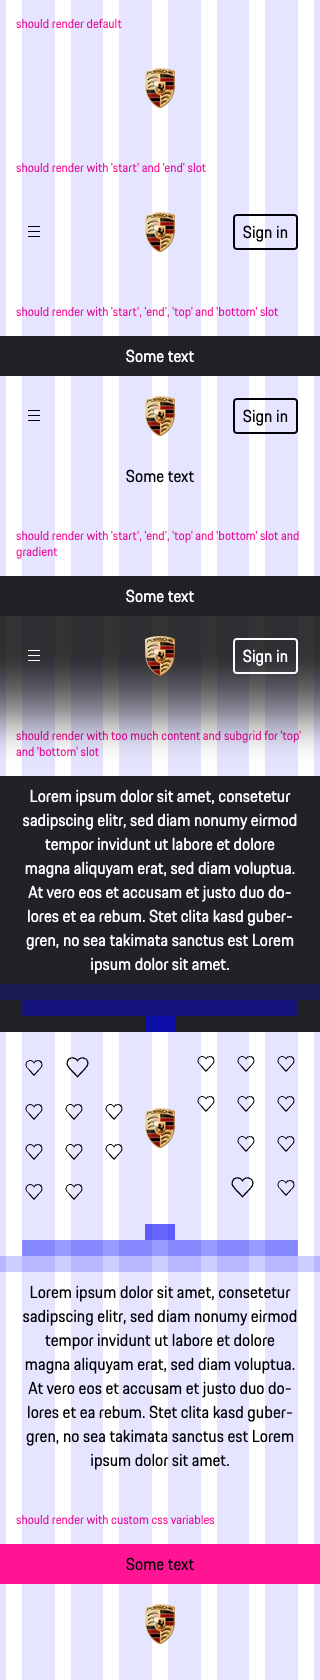 should render default
should render with 'start' and 'end' slot
Sign in
should render with 'start', 'end', 'top' and 'bottom' slot
Some text
Sign in
Some text
should render with 'start', 'end', 'top' and 'bottom' slot and
gradient
Some text
Sign in
should render with too much content and subgrid for 'top'
and 'bottom' slot
Lorem ipsum dolor sit amet, consetetur
sadipscing elitr, sed diam nonumy eirmod
tempor invidunt ut labore et dolore
magna aliquyam erat, sed diam voluptua.
At vero eos et accusam et justo duo do-
lores et ea rebum. Stet clita kasd guber-
gren, no sea takimata sanctus est Lorem
ipsum dolor sit amet.
Lorem ipsum dolor sit amet, consetetur
sadipscing elitr, sed diam nonumy eirmod
tempor invidunt ut labore et dolore
magna aliquyam erat, sed diam voluptua.
At vero eos et accusam et justo duo do-
lores et ea rebum. Stet clita kasd guber-
gren, no sea takimata sanctus est Lorem
ipsum dolor sit amet.
should render with custom css variables
Some text